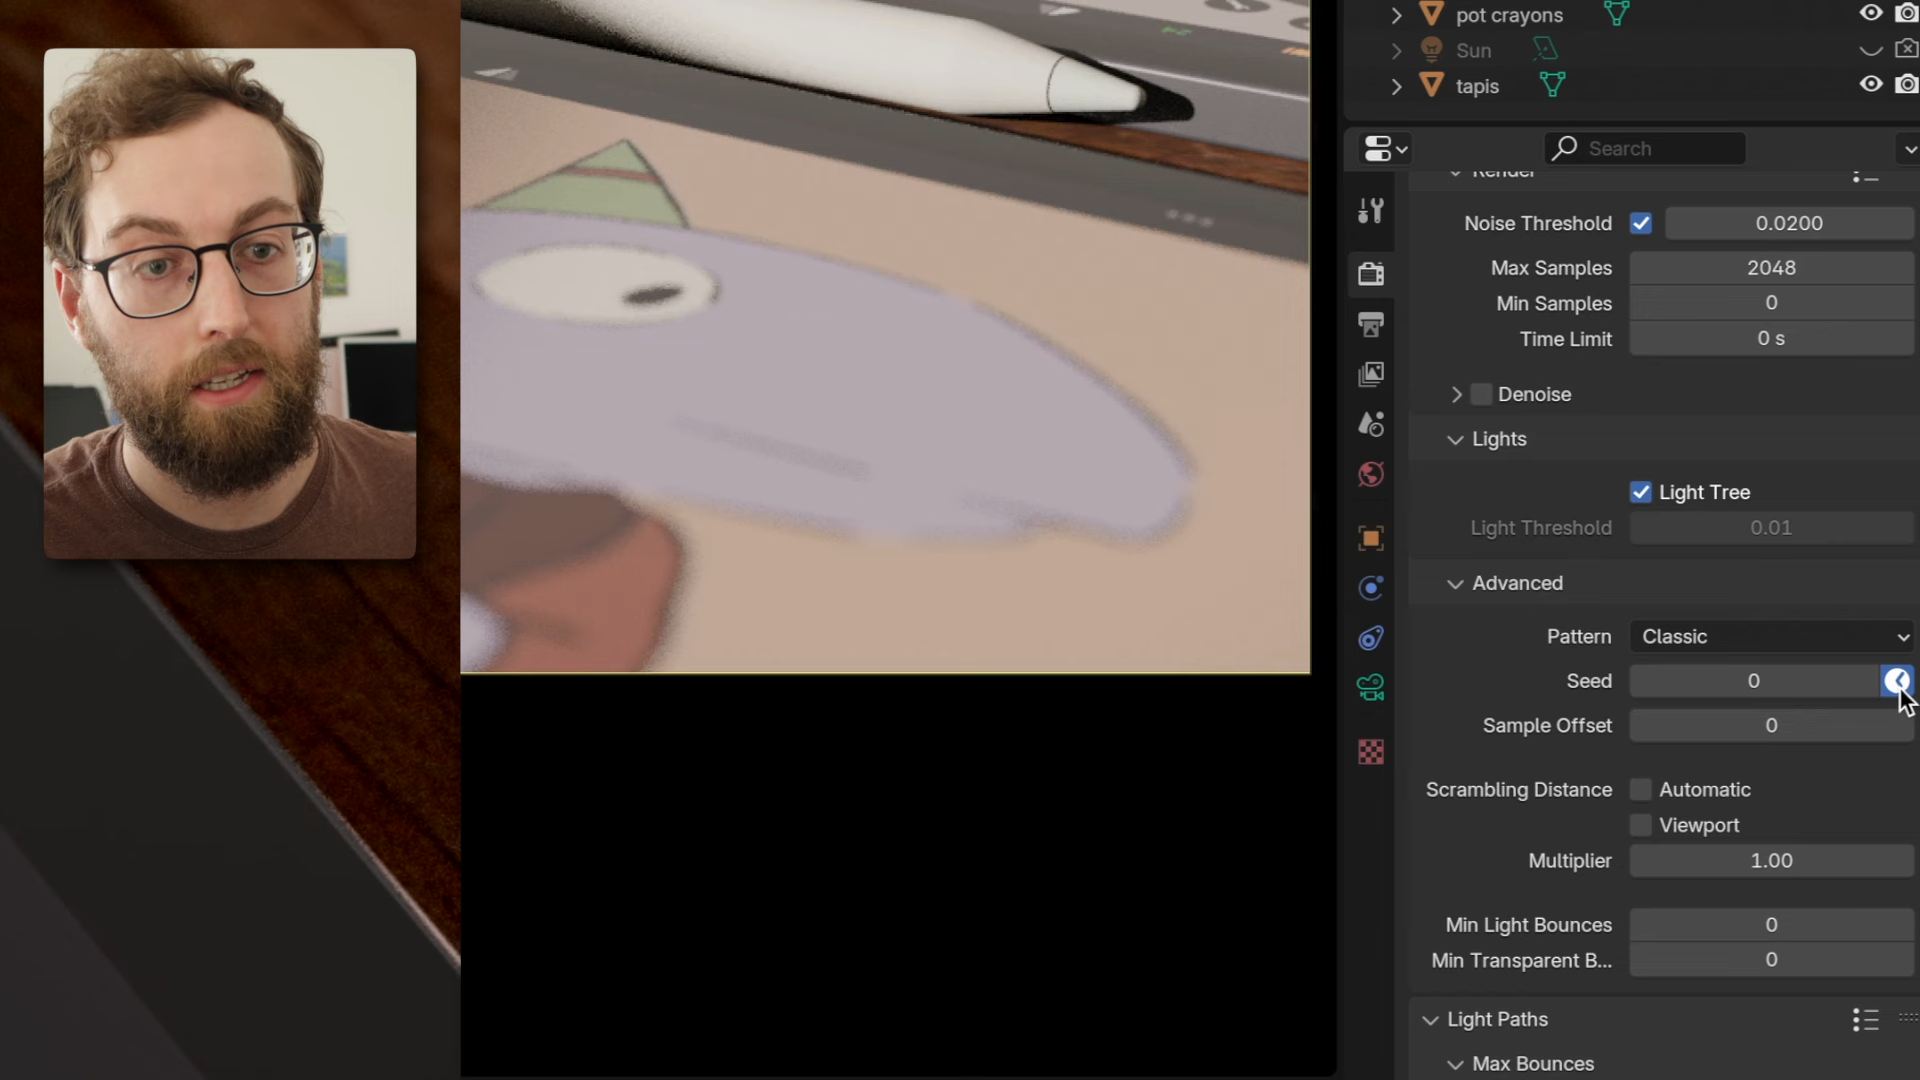 pot crayons
Sun
tapis
Search
Render
Noise Threshold
0.0200
Max Samples
2048
Min Samples
0
Time Limit
0 s
Denoise
Lights
Light Tree
Light Threshold
0.01
Advanced
Pattern
Classic
Seed
0
Sample Offset
0
Scrambling Distance
Automatic
Viewport
Multiplier
1.00
Min Light Bounces
0
Min Transparent B...
0
Light Paths
Max Bounces